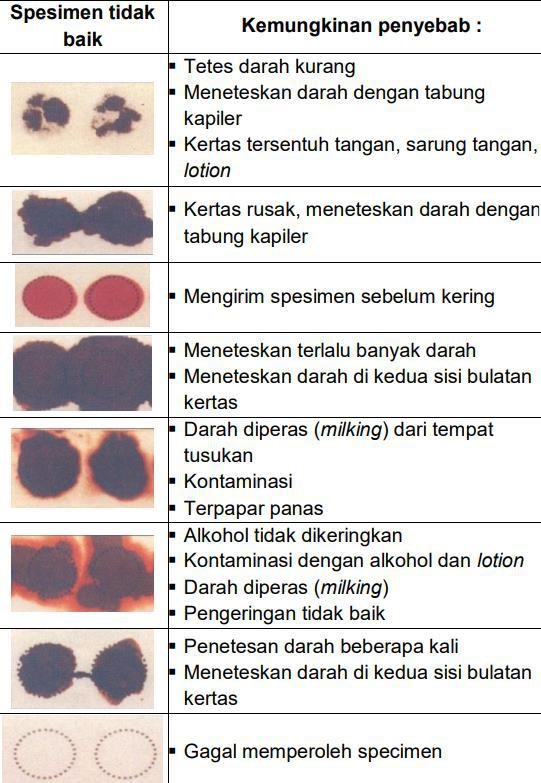 Spesimen tidak
baik
Kemungkinan penyebab :
▪ Tetes darah kurang
▪ Meneteskan darah dengan tabung
kapiler
▪ Kertas tersentuh tangan, sarung tangan,
lotion
▪ Kertas rusak, meneteskan darah dengan
tabung kapiler
▪ Mengirim spesimen sebelum kering
▪ Meneteskan terlalu banyak darah
▪ Meneteskan darah di kedua sisi bulatan
kertas
▪ Darah diperas (milking) dari tempat
tusukan
▪ Kontaminasi
▪ Terpapar panas
▪ Alkohol tidak dikeringkan
▪ Kontaminasi dengan alkohol dan lotion
▪ Darah diperas (milking)
▪ Pengeringan tidak baik
▪ Penetesan darah beberapa kali
▪ Meneteskan darah di kedua sisi bulatan
kertas
▪ Gagal memperoleh specimen